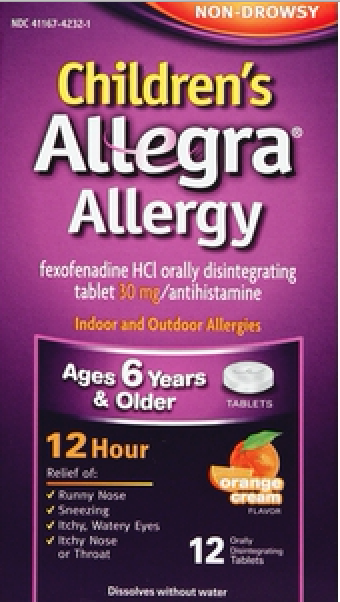 NON-DROWSY
NDC 41167-4232-1
Children's
Allegra®
Allergy
fexofenadine HCl orally disintegrating
tablet 30 mg/antihistamine
Indoor and Outdoor Allergies
Ages 6 Years
& Older
TABLETS
12 Hour
Relief of:
✓ Runny Nose
✓ Sneezing
✓ Itchy, Watery Eyes
✓ Itchy Nose
or Throat
orange
cream
FLAVOR
12 Orally
Disintegrating
Tablets
Dissolves without water